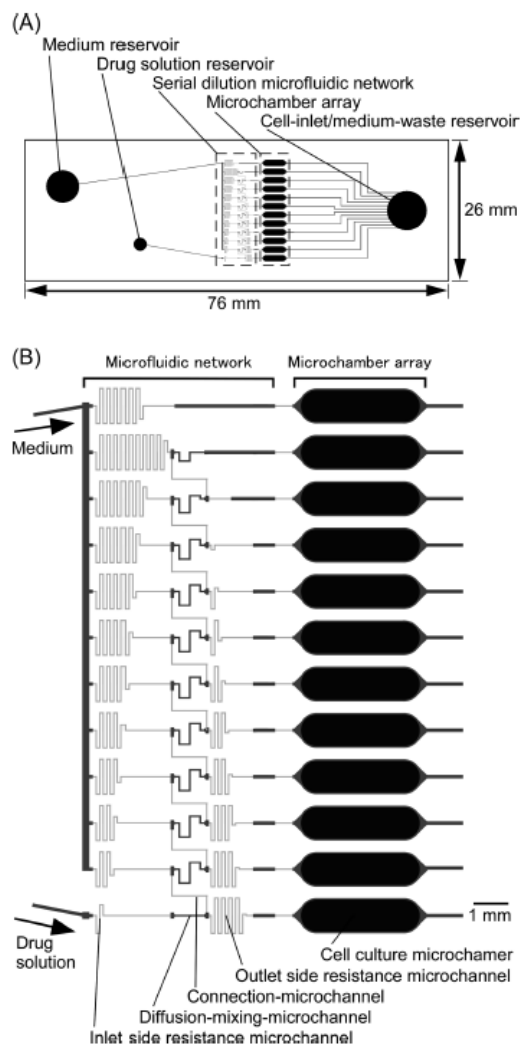 (A)
Medium reservoir
Drug solution reservoir
Serial dilution microfluidic network
Microchamber array
Cell-inlet/medium-waste reservoir
26 mm
76 mm
(B)
Microfluidic network
Microchamber array
Medium
Drug
solution
1 mm
Cell culture microchamer
Outlet side resistance microchannel
Connection-microchannel
Diffusion-mixing-microchannel
Inlet side resistance microchannel